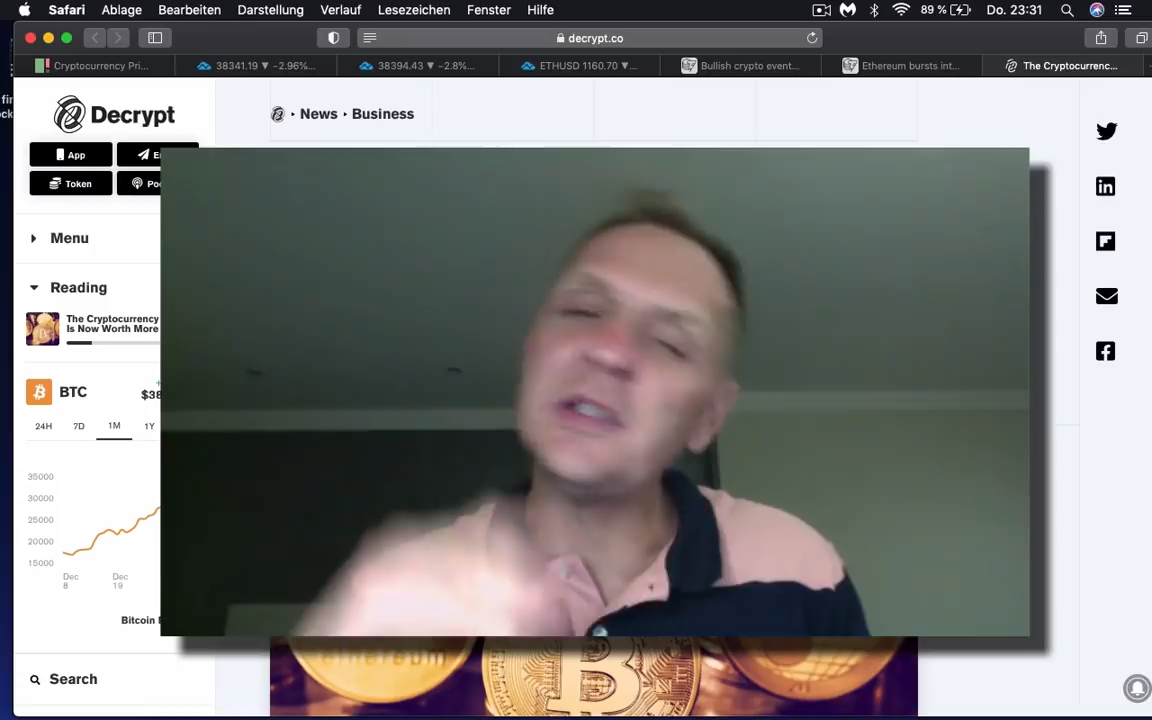 Safari Ablage Bearbeiten Darstellung Verlauf Lesezeichen Fenster Hilfe 89 % Do. 23:31
decrypt.co
Cryptocurrency Pri... 38341.19 ▼ −2.96%... 38394.43 ▼ −2.8%... ETHUSD 1160.70 ▼... Bullish crypto event... Ethereum bursts int... The Cryptocurrenc...
Decrypt
News ▸ Business
App
Token
Menu
Reading
The Cryptocurrency
Is Now Worth More
BTC
24H 7D 1M 1Y
35000
30000
25000
20000
15000
Dec
8
Dec
19
Bitcoin
Search
ethereum